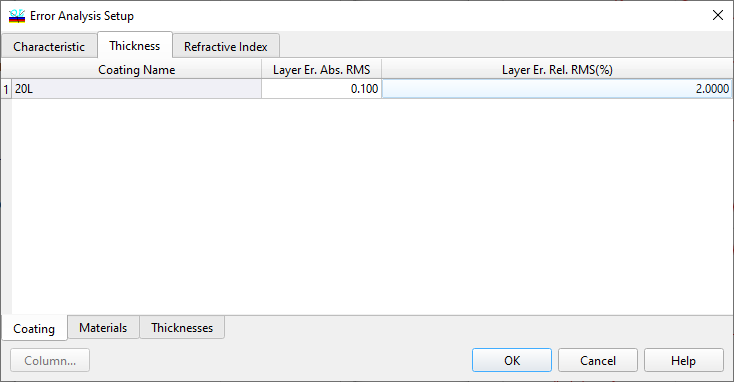 Error Analysis Setup
Characteristic Thickness Refractive Index
Coating Name Layer Er. Abs. RMS Layer Er. Rel. RMS(%)
1 20L 0.100 2.0000
Coating Materials Thicknesses
Column... OK Cancel Help